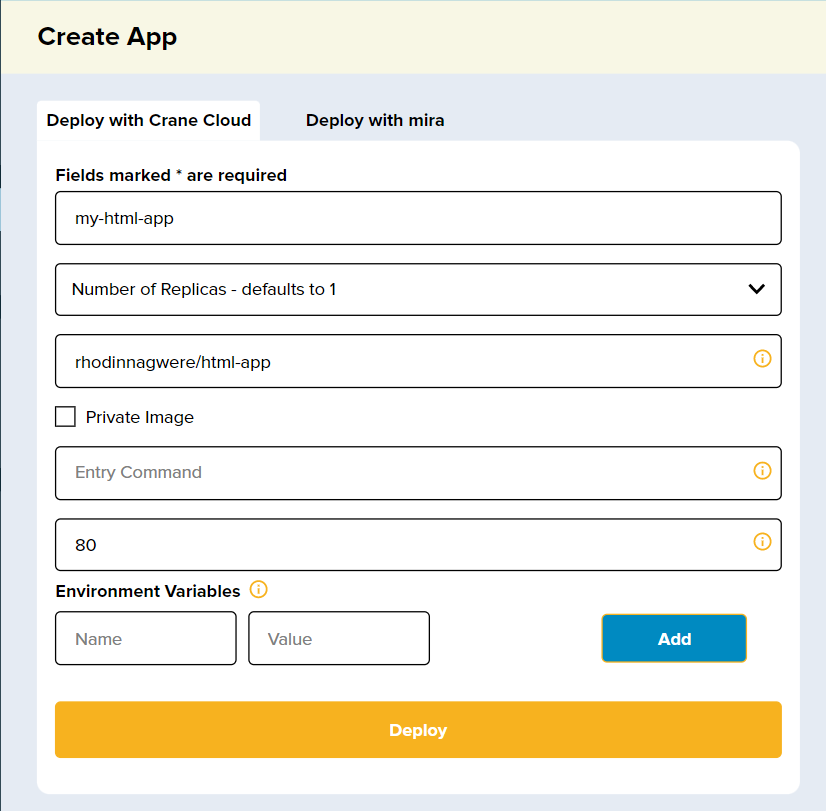 Create App
Deploy with Crane Cloud
Deploy with mira
Fields marked * are required
my-html-app
Number of Replicas - defaults to 1
rhodinnagwere/html-app
Private Image
Entry Command
80
Environment Variables
Name
Value
Add
Deploy